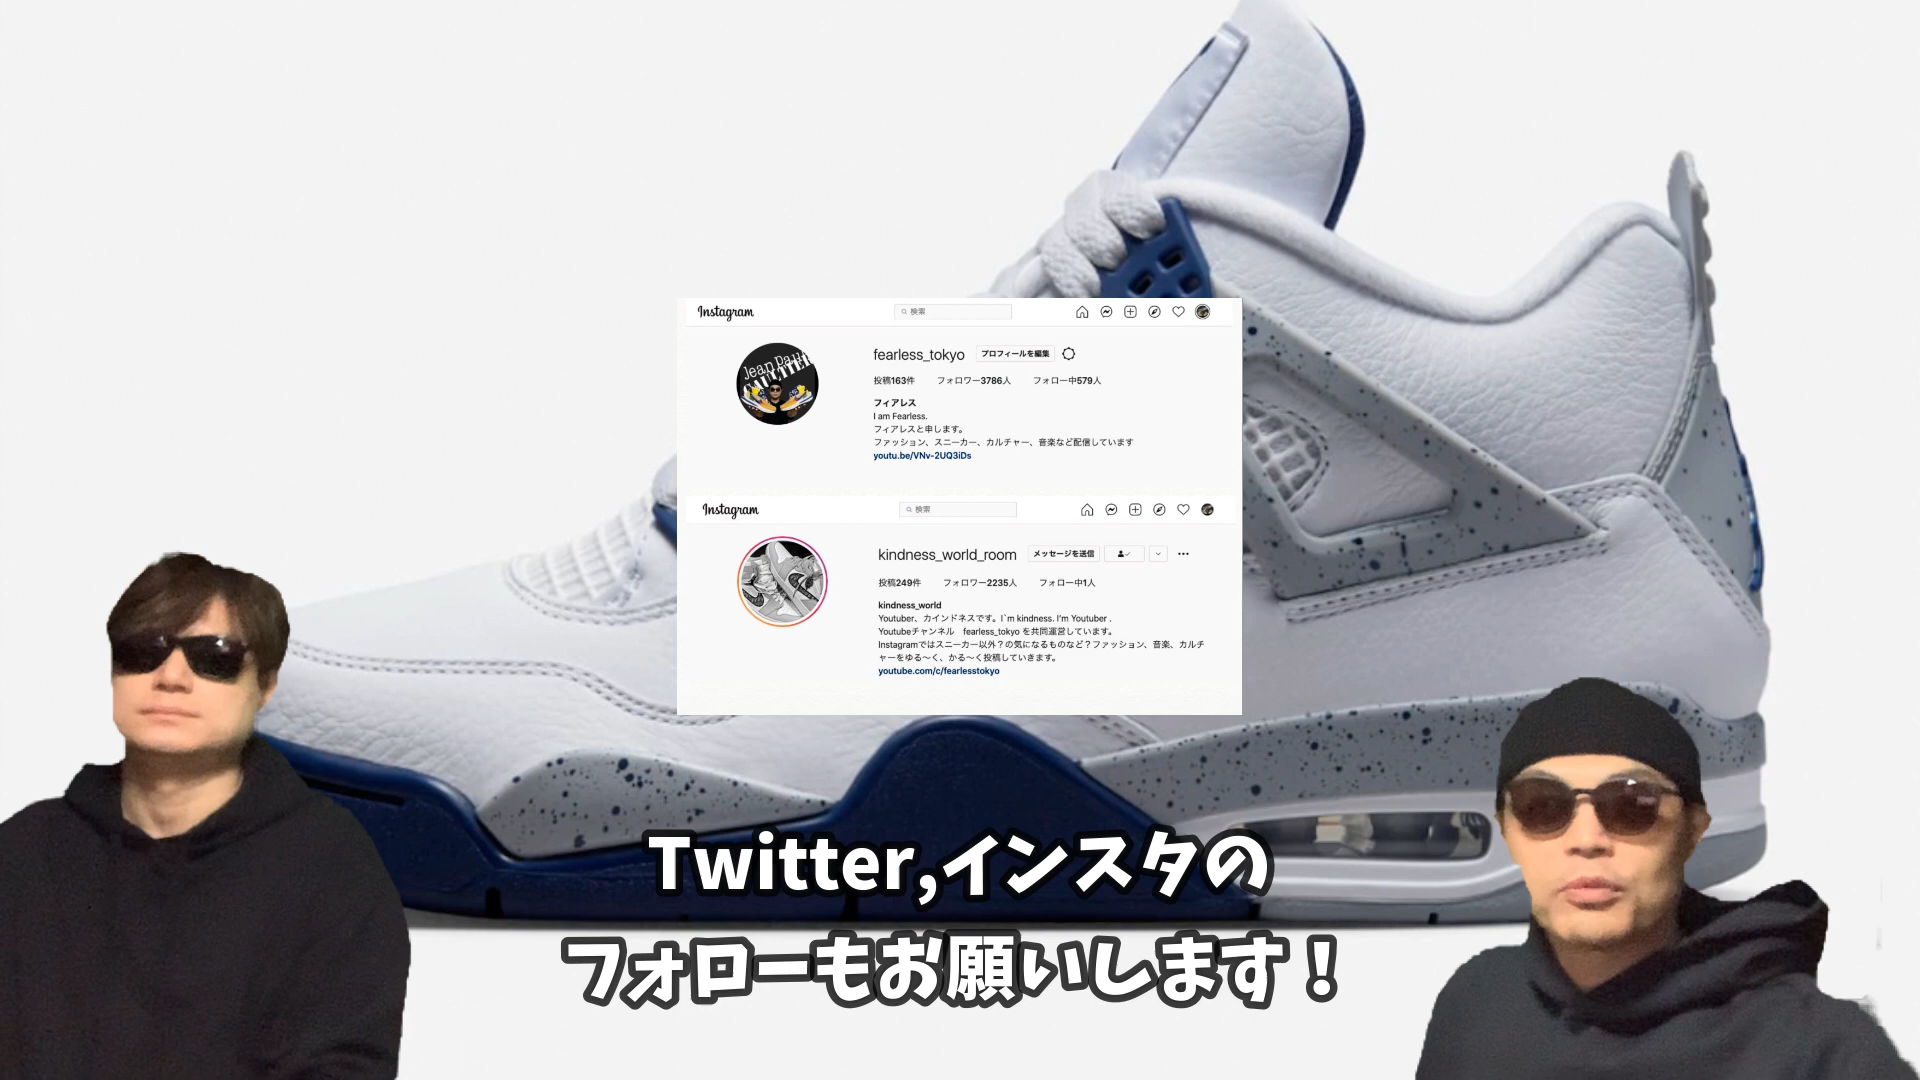 Instagram
検索
Jean Paul
GAULTIER
fearless_tokyo
プロフィールを編集
投稿163件 フォロワー3786人 フォロー中579人
フィアレス
I am Fearless.
フィアレスと申します。
ファッション、スニーカー、カルチャー、音楽など配信しています
youtu.be/VNv-2UQ3iDs
Instagram
検索
kindness_world_room
メッセージを送信
投稿249件 フォロワー2235人 フォロー中1人
kindness_world
Youtuber、カインドネスです。I`m kindness. I'm Youtuber .
Youtubeチャンネル　fearless_tokyo を共同運営しています。
Instagramではスニーカー以外？の気になるものなど？ファッション、音楽、カルチ
ャーをゆる〜く、かる〜く投稿していきます。
youtube.com/c/fearlesstokyo
Twitter,インスタの
フォローもお願いします！